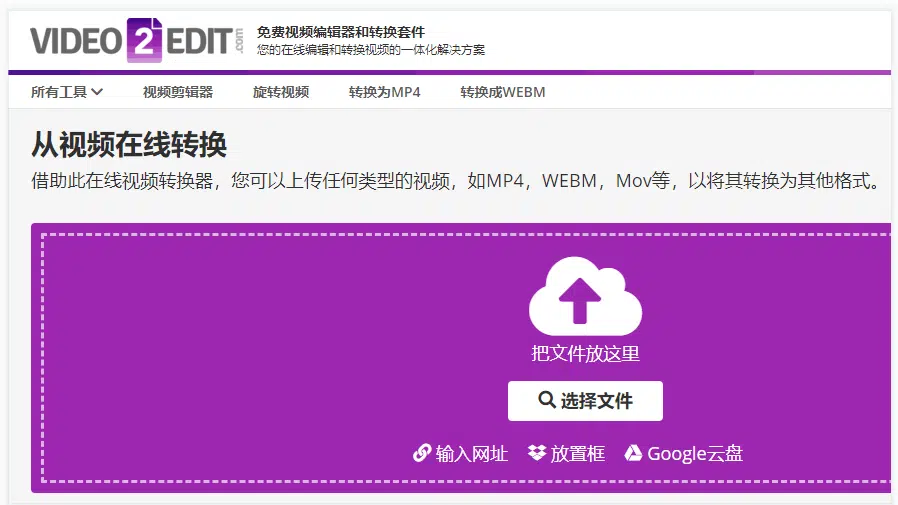 VIDEO2EDIT.com
免费视频编辑器和转换套件
您的在线编辑和转换视频的一体化解决方案
所有工具 视频剪辑器 旋转视频 转换为MP4 转换成WEBM
从视频在线转换
借助此在线视频转换器，您可以上传任何类型的视频，如MP4，WEBM，Mov等，以将其转换为其他格式。
把文件放这里
选择文件
输入网址 放置框 Google云盘